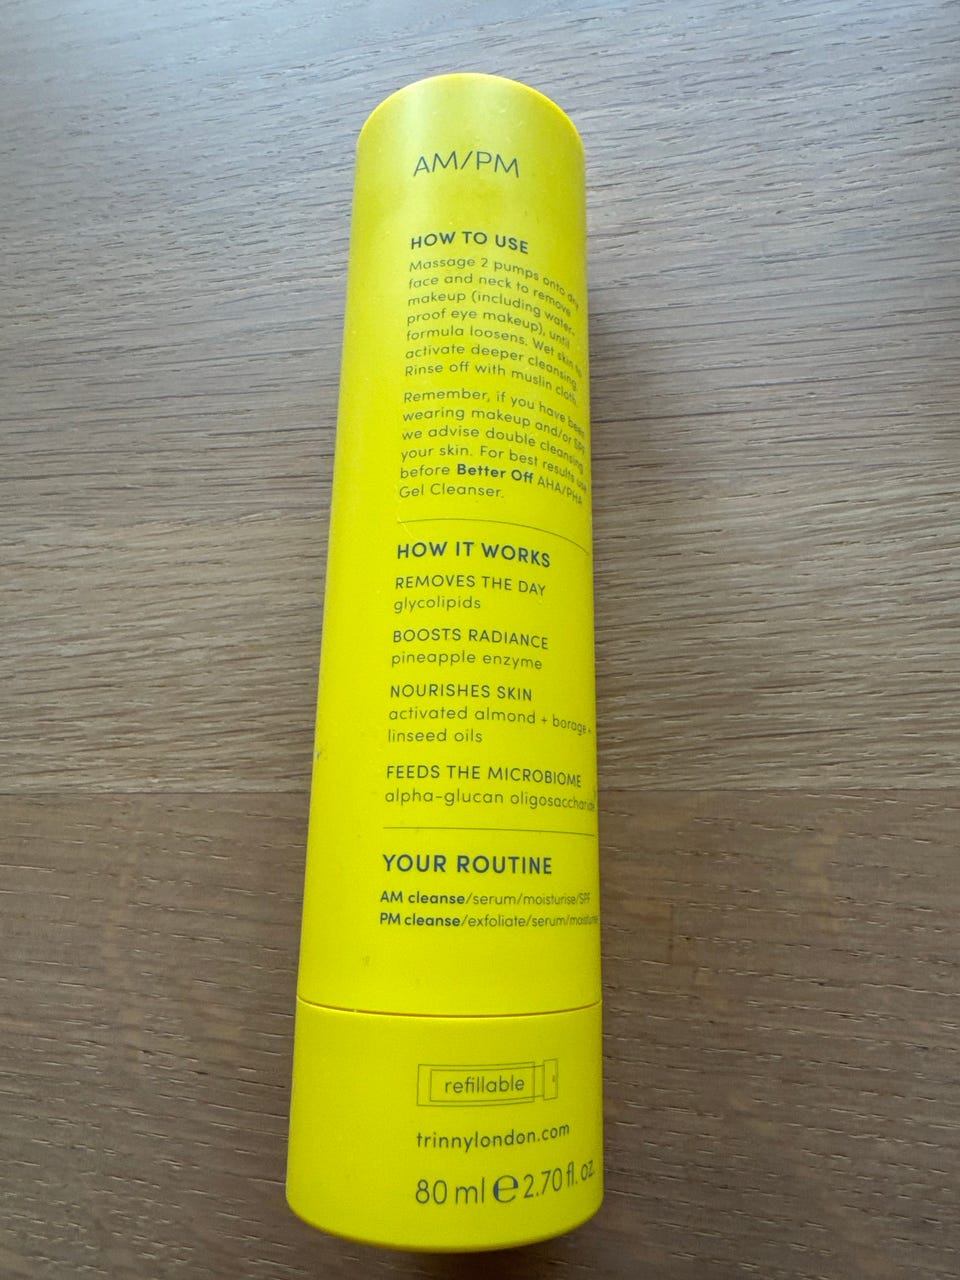 AM/PM
HOW TO USE
Massage 2 pumps onto dry
face and neck to remove
makeup (including water-
proof eye makeup), until
formula loosens. Wet skin to
activate deeper cleansing.
Rinse off with muslin cloth.
Remember, if you have been
wearing makeup and/or SPF
we advise double cleansing
your skin. For best results use
before Better Off AHA/PHA
Gel Cleanser.
HOW IT WORKS
REMOVES THE DAY
glycolipids
BOOSTS RADIANCE
pineapple enzyme
NOURISHES SKIN
activated almond + borage +
linseed oils
FEEDS THE MICROBIOME
alpha-glucan oligosaccharide
YOUR ROUTINE
AM cleanse/serum/moisturise/SPF
PM cleanse/exfoliate/serum/moisturise
refillable
trinnylondon.com
80 ml e 2.70 fl. oz.